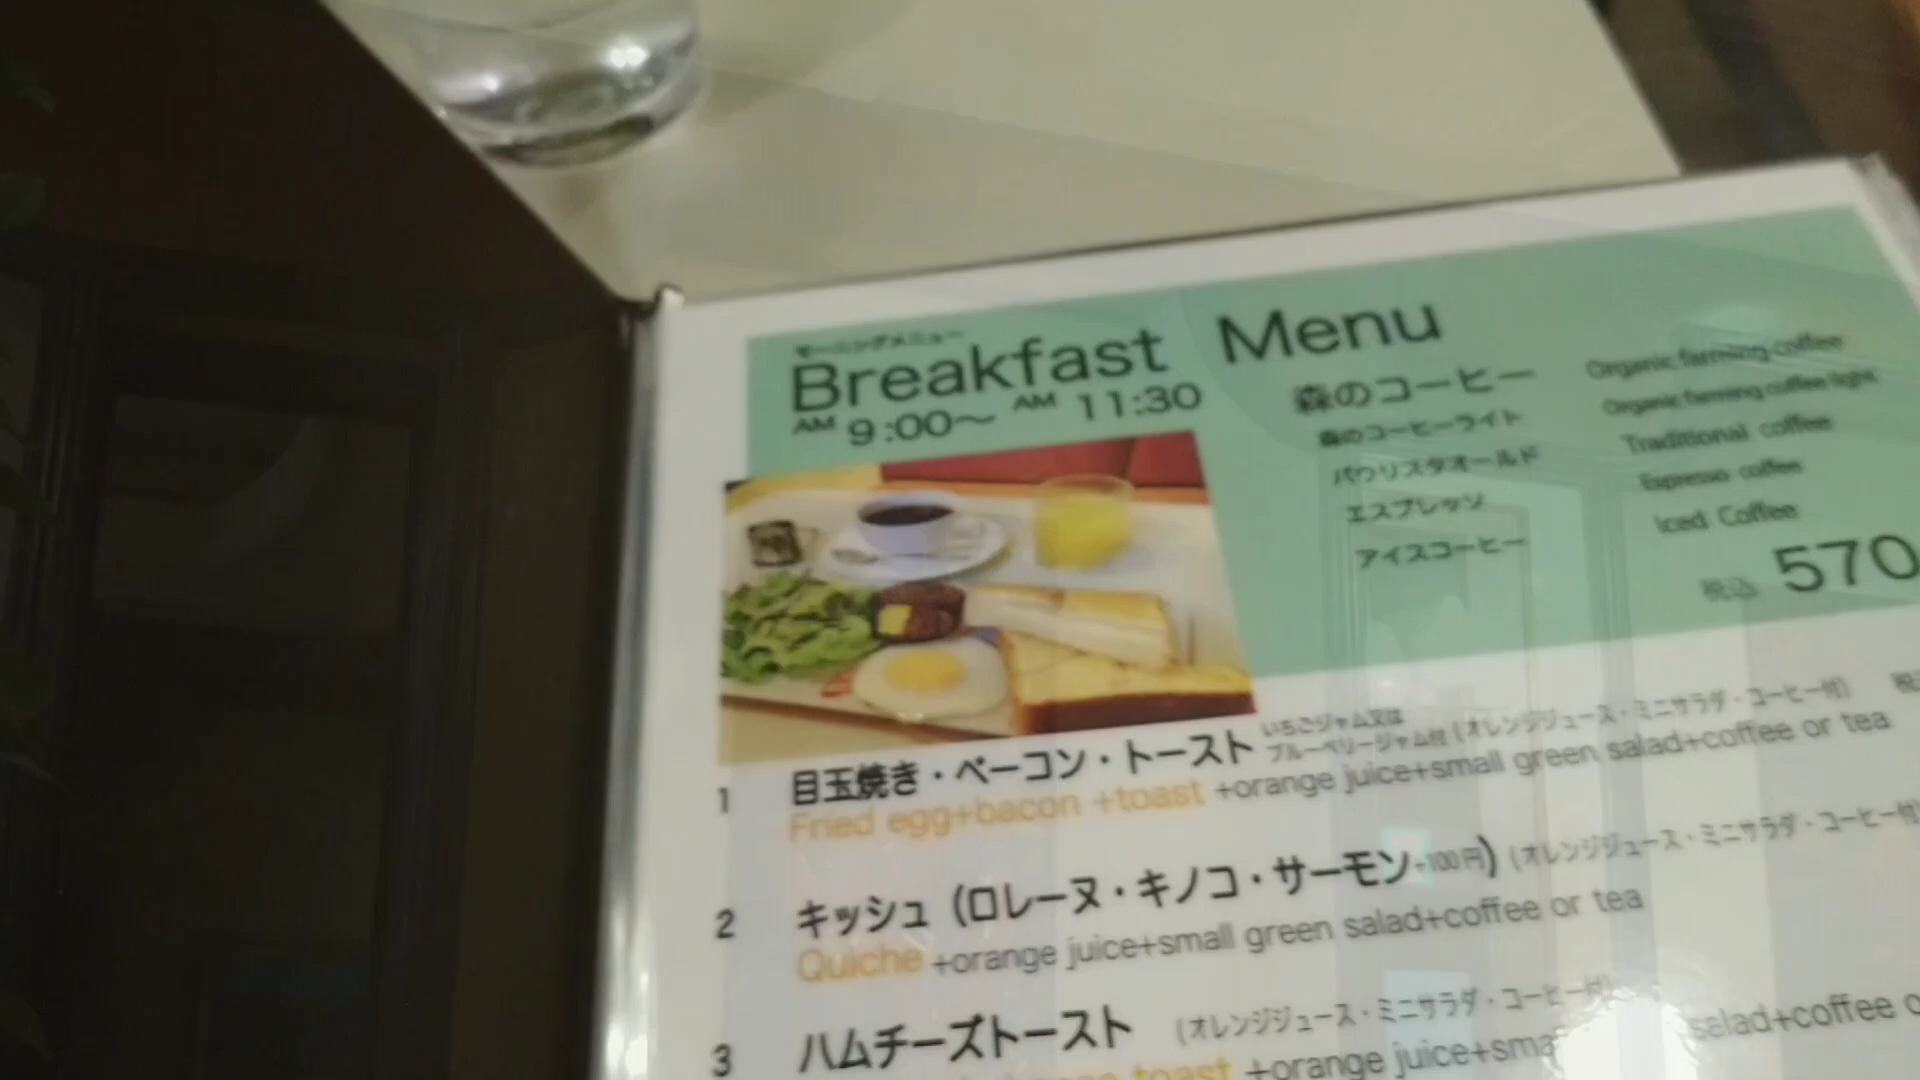 モーニングメニュー
Breakfast Menu
AM 9:00〜 AM 11:30
森のコーヒー Organic farming coffee
森のコーヒーライト Organic farming coffee light
パウリスタオールド Traditional coffee
エスプレッソ Espresso coffee
アイスコーヒー Iced Coffee
税込 570
いちごジャム又は
1 目玉焼き・ベーコン・トースト ブルーベリージャム付 (オレンジジュース・ミニサラダ・コーヒー付)
Fried egg+bacon +toast +orange juice+small green salad+coffee or tea
2 キッシュ (ロレーヌ・キノコ・サーモン+100円) (オレンジジュース・ミニサラダ・コーヒー付)
Quiche +orange juice+small green salad+coffee or tea
3 ハムチーズトースト (オレンジジュース・ミニサラダ・コーヒー付)
toast +orange juice+sma salad+coffee